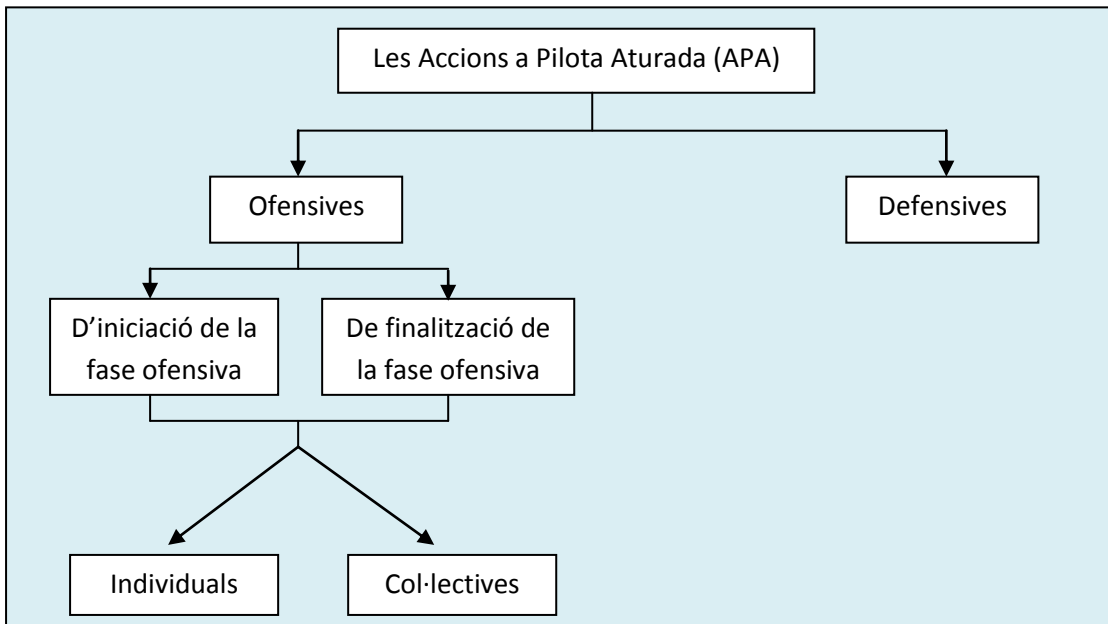 Les Accions a Pilota Aturada (APA)
Ofensives
Defensives
D’iniciació de la
fase ofensiva
De finalització de
la fase ofensiva
Individuals
Col·lectives